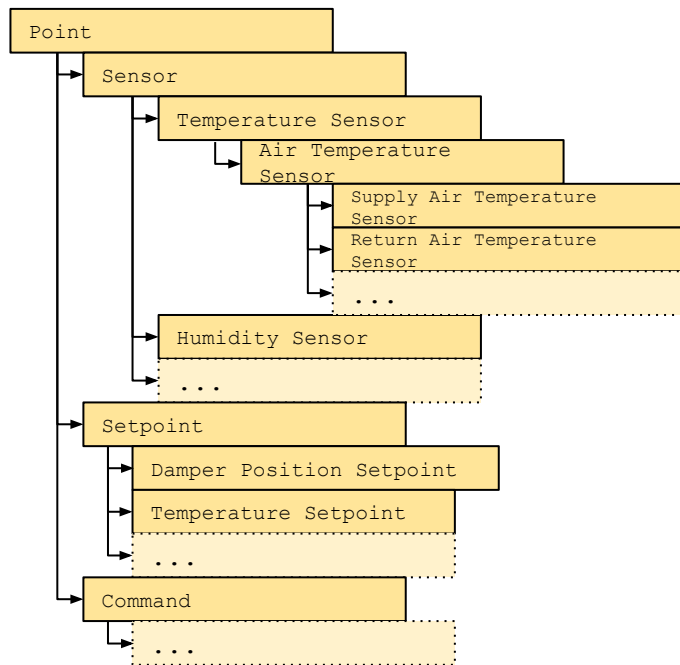 Point
Sensor
Temperature Sensor
Air Temperature
Sensor
Supply Air Temperature
Sensor
Return Air Temperature
Sensor
...
Humidity Sensor
...
Setpoint
Damper Position Setpoint
Temperature Setpoint
...
Command
...